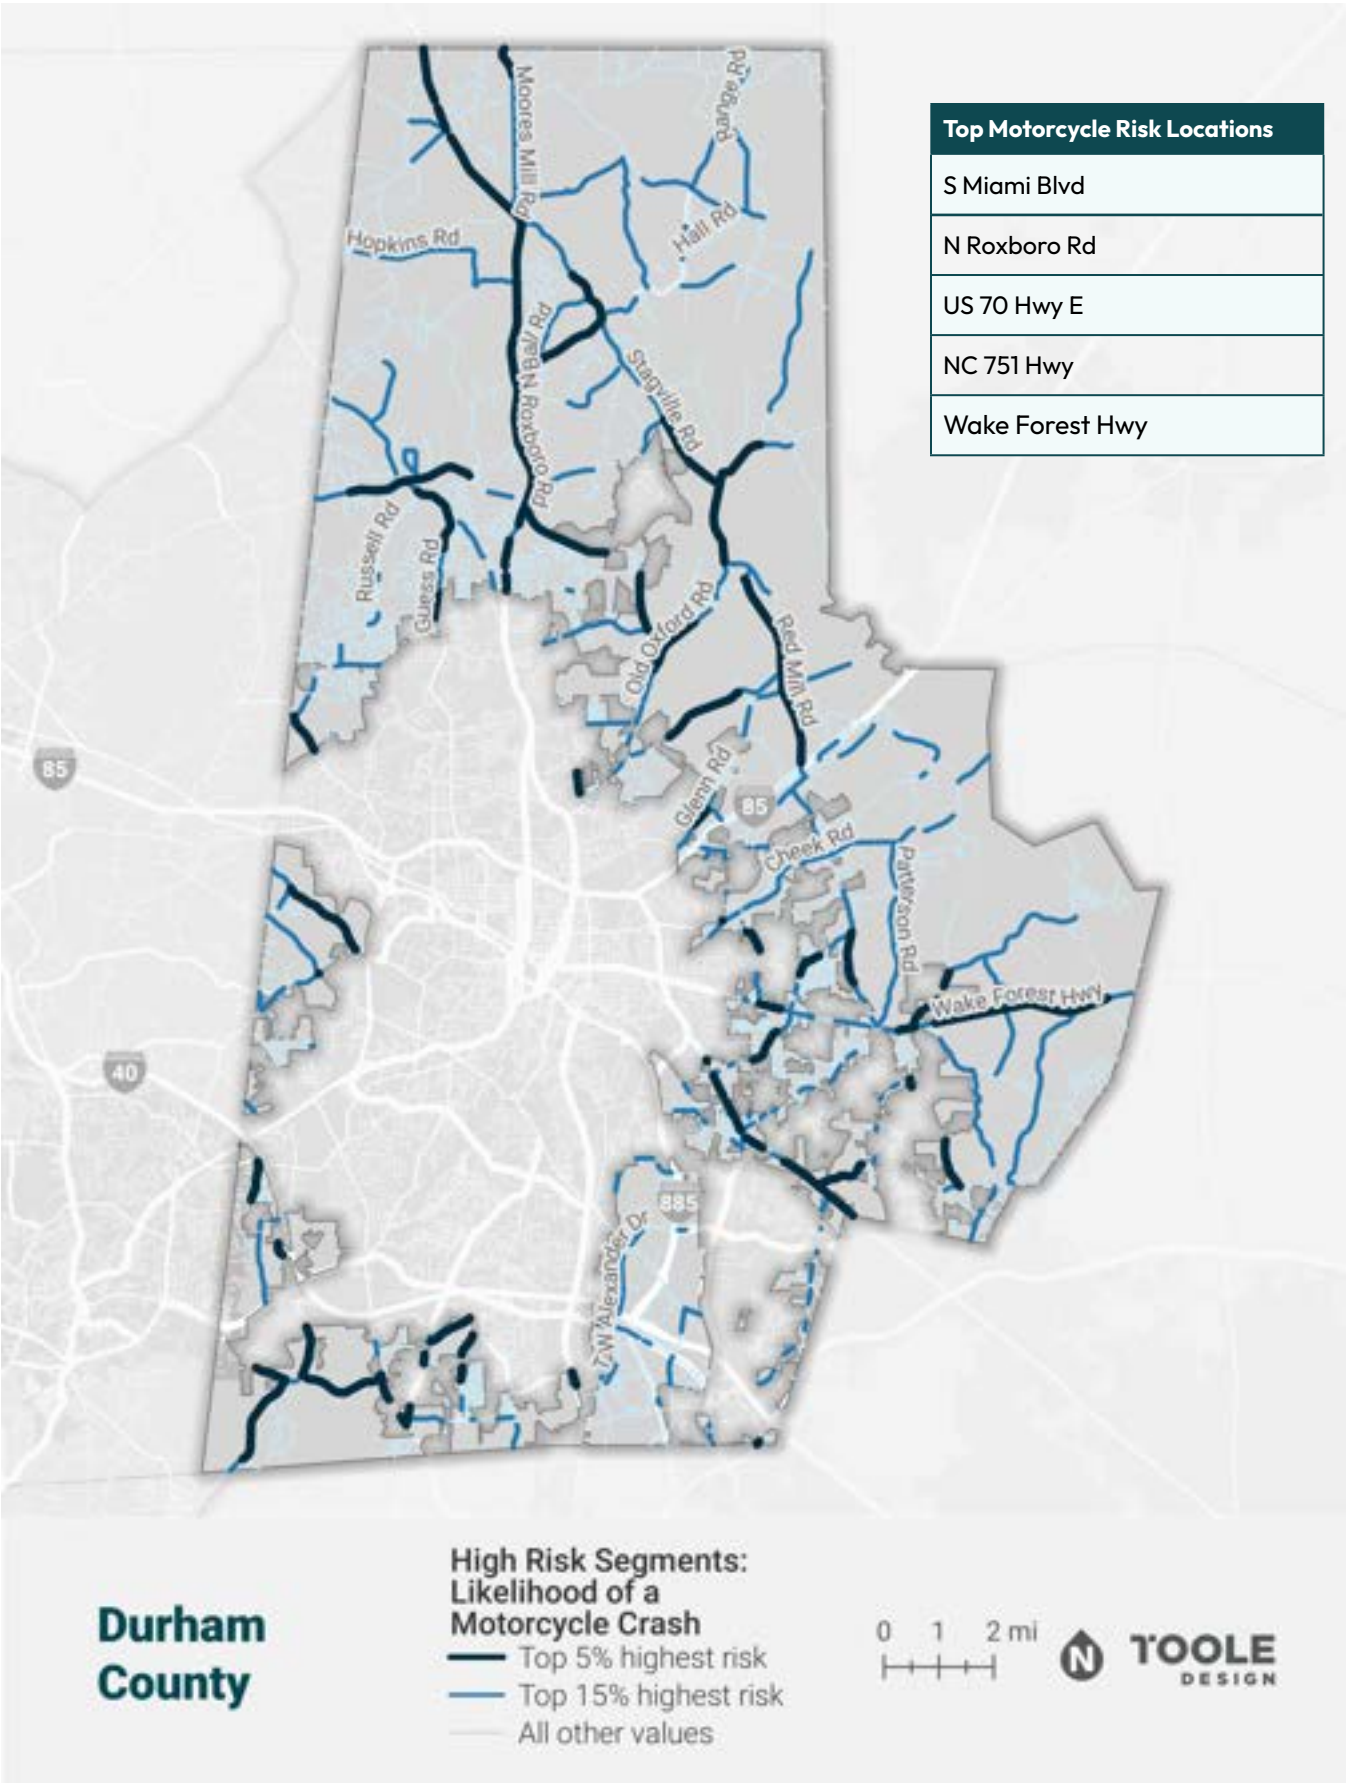 Top Motorcycle Risk Locations
S Miami Blvd
N Roxboro Rd
US 70 Hwy E
NC 751 Hwy
Wake Forest Hwy
Range Rd
Moores Mill Rd
Hall Rd
Hopkins Rd
Ball Rd
N Roxboro Rd
Stagville Rd
Russell Rd
Guess Rd
Old Oxford Rd
Red Mill Rd
Glenn Rd
85
85
Cheek Rd
Patterson Rd
Wake Forest Hwy
40
885
T W Alexander Dr
Durham
County
High Risk Segments:
Likelihood of a
Motorcycle Crash
Top 5% highest risk
Top 15% highest risk
All other values
0 1 2 mi
N
TOOLE
DESIGN